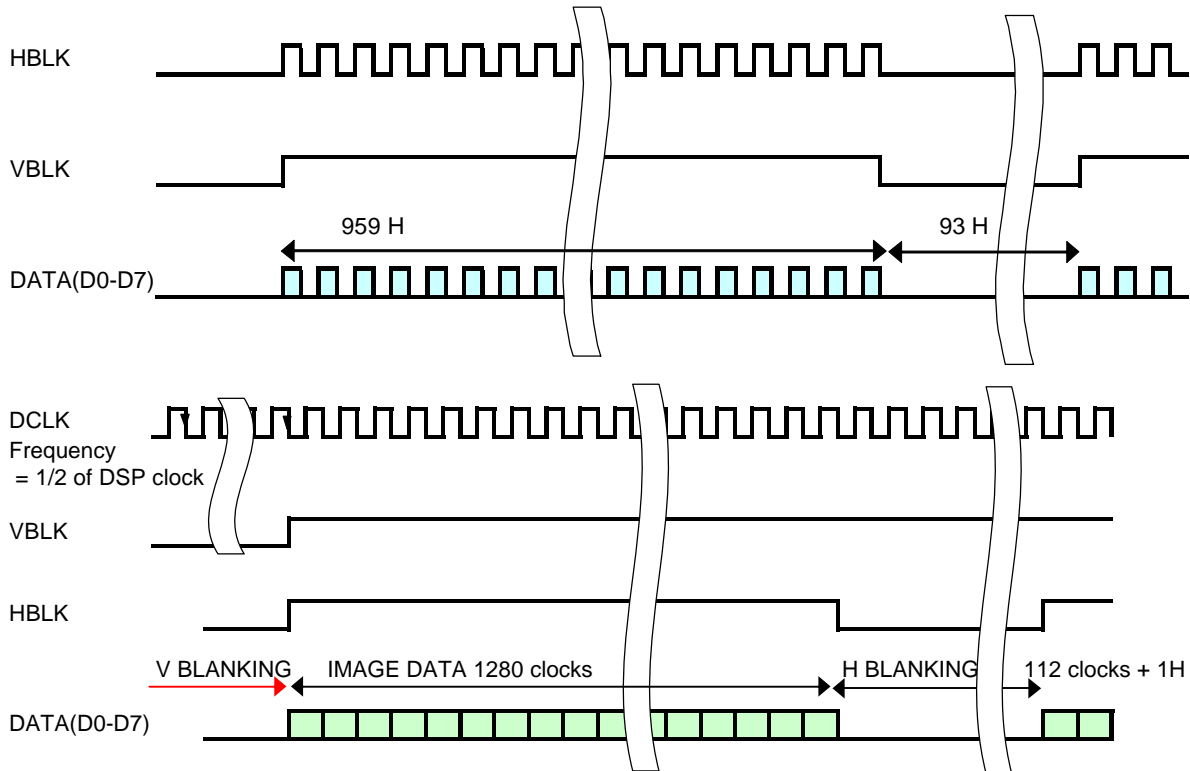 HBLK
VBLK
959 H
93 H
DATA(D0-D7)
DCLK
Frequency
= 1/2 of DSP clock
VBLK
HBLK
V BLANKING
IMAGE DATA 1280 clocks
H BLANKING
112 clocks + 1H
DATA(D0-D7)